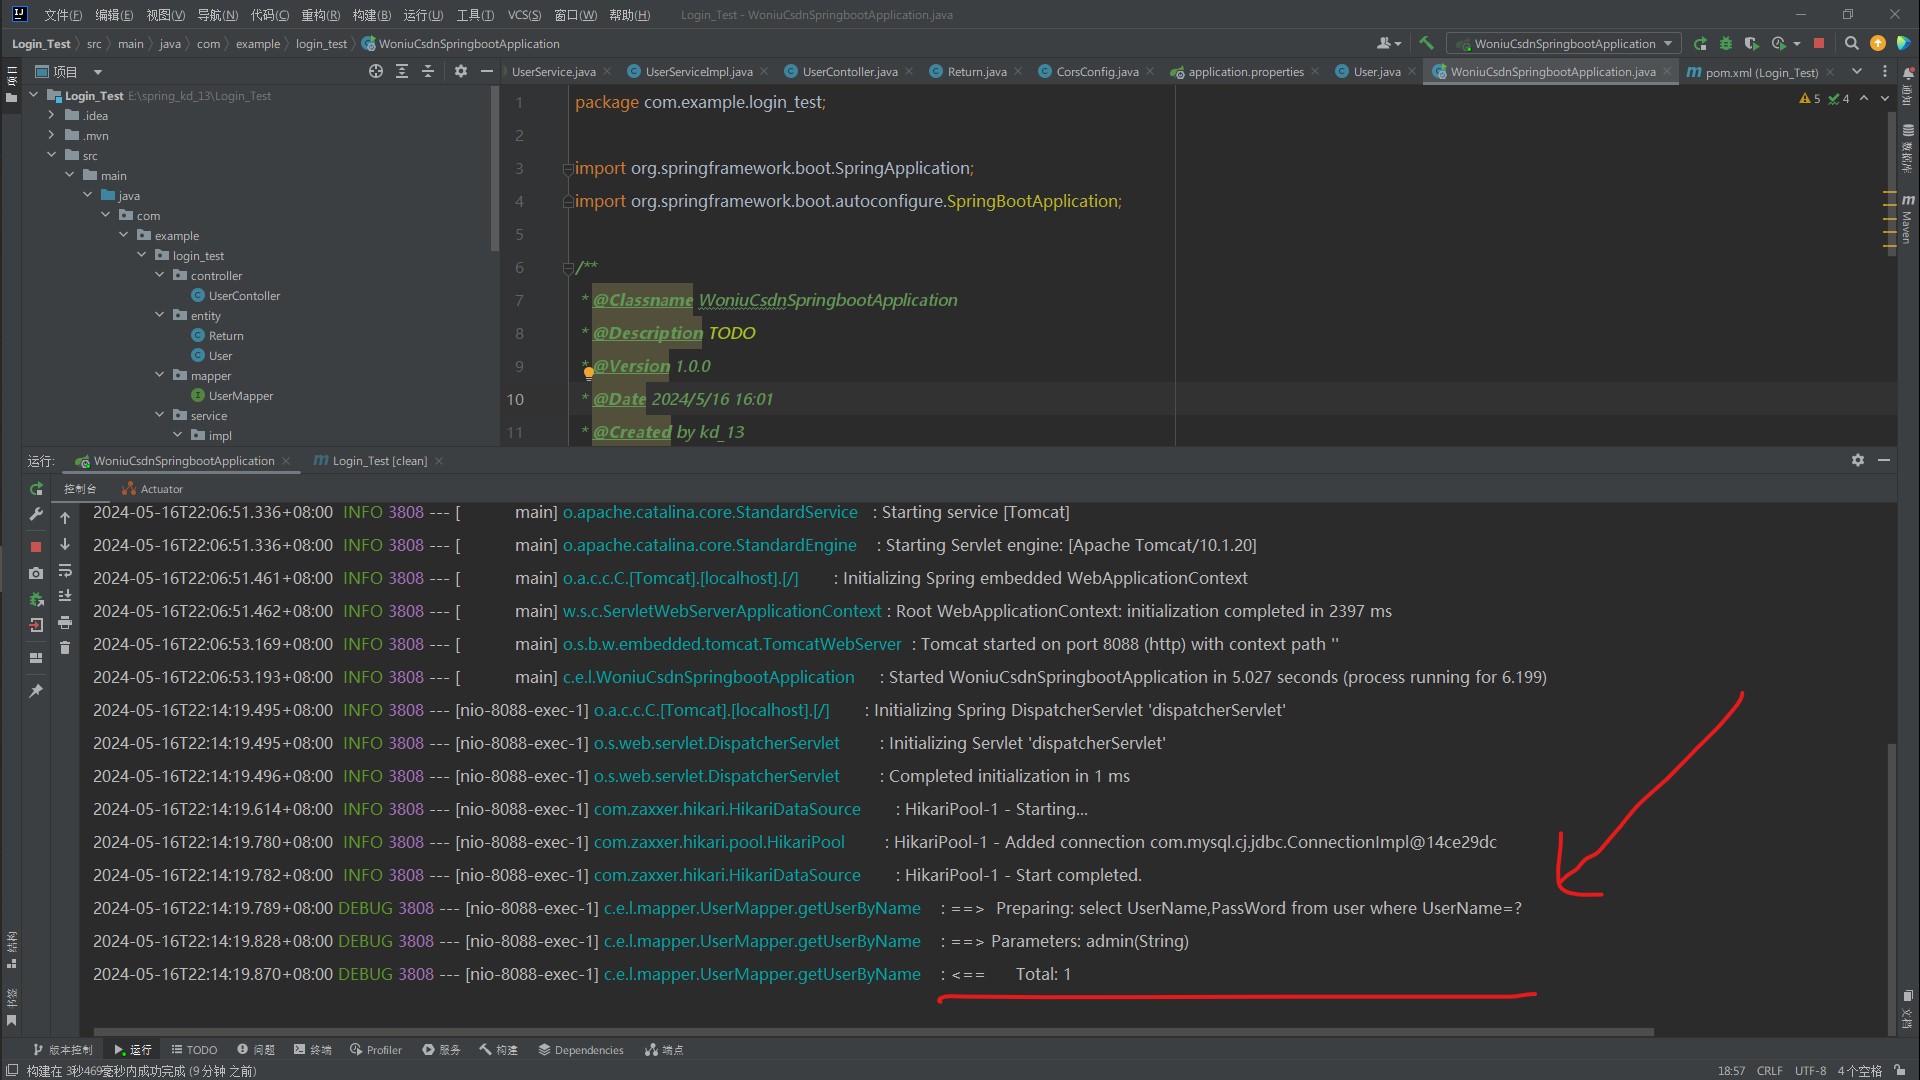 文件(F) 编辑(E) 视图(V) 导航(N) 代码(C) 重构(R) 构建(B) 运行(U) 工具(T) VCS(S) 窗口(W) 帮助(H) Login_Test - WoniuCsdnSpringbootApplication.java
Login_Test src main java com example login_test WoniuCsdnSpringbootApplication WoniuCsdnSpringbootApplication
项目 UserService.java UserServiceImpl.java UserContoller.java Return.java CorsConfig.java application.properties User.java WoniuCsdnSpringbootApplication.java pom.xml (Login_Test)
项目
通知
数据库
Maven
文档
结构
书签
5 4
Login_Test E:\spring_kd_13\Login_Test
.idea
.mvn
src
main
java
com
example
login_test
controller
UserContoller
entity
Return
User
mapper
UserMapper
service
impl
1 package com.example.login_test;
2
3 import org.springframework.boot.SpringApplication;
4 import org.springframework.boot.autoconfigure.SpringBootApplication;
5
6 /**
7 * @Classname WoniuCsdnSpringbootApplication
8 * @Description TODO
9 * @Version 1.0.0
10 * @Date 2024/5/16 16:01
11 * @Created by kd_13
运行: WoniuCsdnSpringbootApplication Login_Test [clean]
控制台 Actuator
2024-05-16T22:06:51.336+08:00 INFO 3808 --- [ main] o.apache.catalina.core.StandardService : Starting service [Tomcat]
2024-05-16T22:06:51.336+08:00 INFO 3808 --- [ main] o.apache.catalina.core.StandardEngine : Starting Servlet engine: [Apache Tomcat/10.1.20]
2024-05-16T22:06:51.461+08:00 INFO 3808 --- [ main] o.a.c.c.C.[Tomcat].[localhost].[/] : Initializing Spring embedded WebApplicationContext
2024-05-16T22:06:51.462+08:00 INFO 3808 --- [ main] w.s.c.ServletWebServerApplicationContext : Root WebApplicationContext: initialization completed in 2397 ms
2024-05-16T22:06:53.169+08:00 INFO 3808 --- [ main] o.s.b.w.embedded.tomcat.TomcatWebServer : Tomcat started on port 8088 (http) with context path ''
2024-05-16T22:06:53.193+08:00 INFO 3808 --- [ main] c.e.l.WoniuCsdnSpringbootApplication : Started WoniuCsdnSpringbootApplication in 5.027 seconds (process running for 6.199)
2024-05-16T22:14:19.495+08:00 INFO 3808 --- [nio-8088-exec-1] o.a.c.c.C.[Tomcat].[localhost].[/] : Initializing Spring DispatcherServlet 'dispatcherServlet'
2024-05-16T22:14:19.495+08:00 INFO 3808 --- [nio-8088-exec-1] o.s.web.servlet.DispatcherServlet : Initializing Servlet 'dispatcherServlet'
2024-05-16T22:14:19.496+08:00 INFO 3808 --- [nio-8088-exec-1] o.s.web.servlet.DispatcherServlet : Completed initialization in 1 ms
2024-05-16T22:14:19.614+08:00 INFO 3808 --- [nio-8088-exec-1] com.zaxxer.hikari.HikariDataSource : HikariPool-1 - Starting...
2024-05-16T22:14:19.780+08:00 INFO 3808 --- [nio-8088-exec-1] com.zaxxer.hikari.pool.HikariPool : HikariPool-1 - Added connection com.mysql.cj.jdbc.ConnectionImpl@14ce29dc
2024-05-16T22:14:19.782+08:00 INFO 3808 --- [nio-8088-exec-1] com.zaxxer.hikari.HikariDataSource : HikariPool-1 - Start completed.
2024-05-16T22:14:19.789+08:00 DEBUG 3808 --- [nio-8088-exec-1] c.e.l.mapper.UserMapper.getUserByName : ==> Preparing: select UserName,PassWord from user where UserName=?
2024-05-16T22:14:19.828+08:00 DEBUG 3808 --- [nio-8088-exec-1] c.e.l.mapper.UserMapper.getUserByName : ==> Parameters: admin(String)
2024-05-16T22:14:19.870+08:00 DEBUG 3808 --- [nio-8088-exec-1] c.e.l.mapper.UserMapper.getUserByName : <== Total: 1
版本控制 运行 TODO 问题 终端 Profiler 服务 构建 Dependencies 端点
构建在 3秒469毫秒内成功完成 (9 分钟 之前) 18:57 CRLF UTF-8 4 个空格